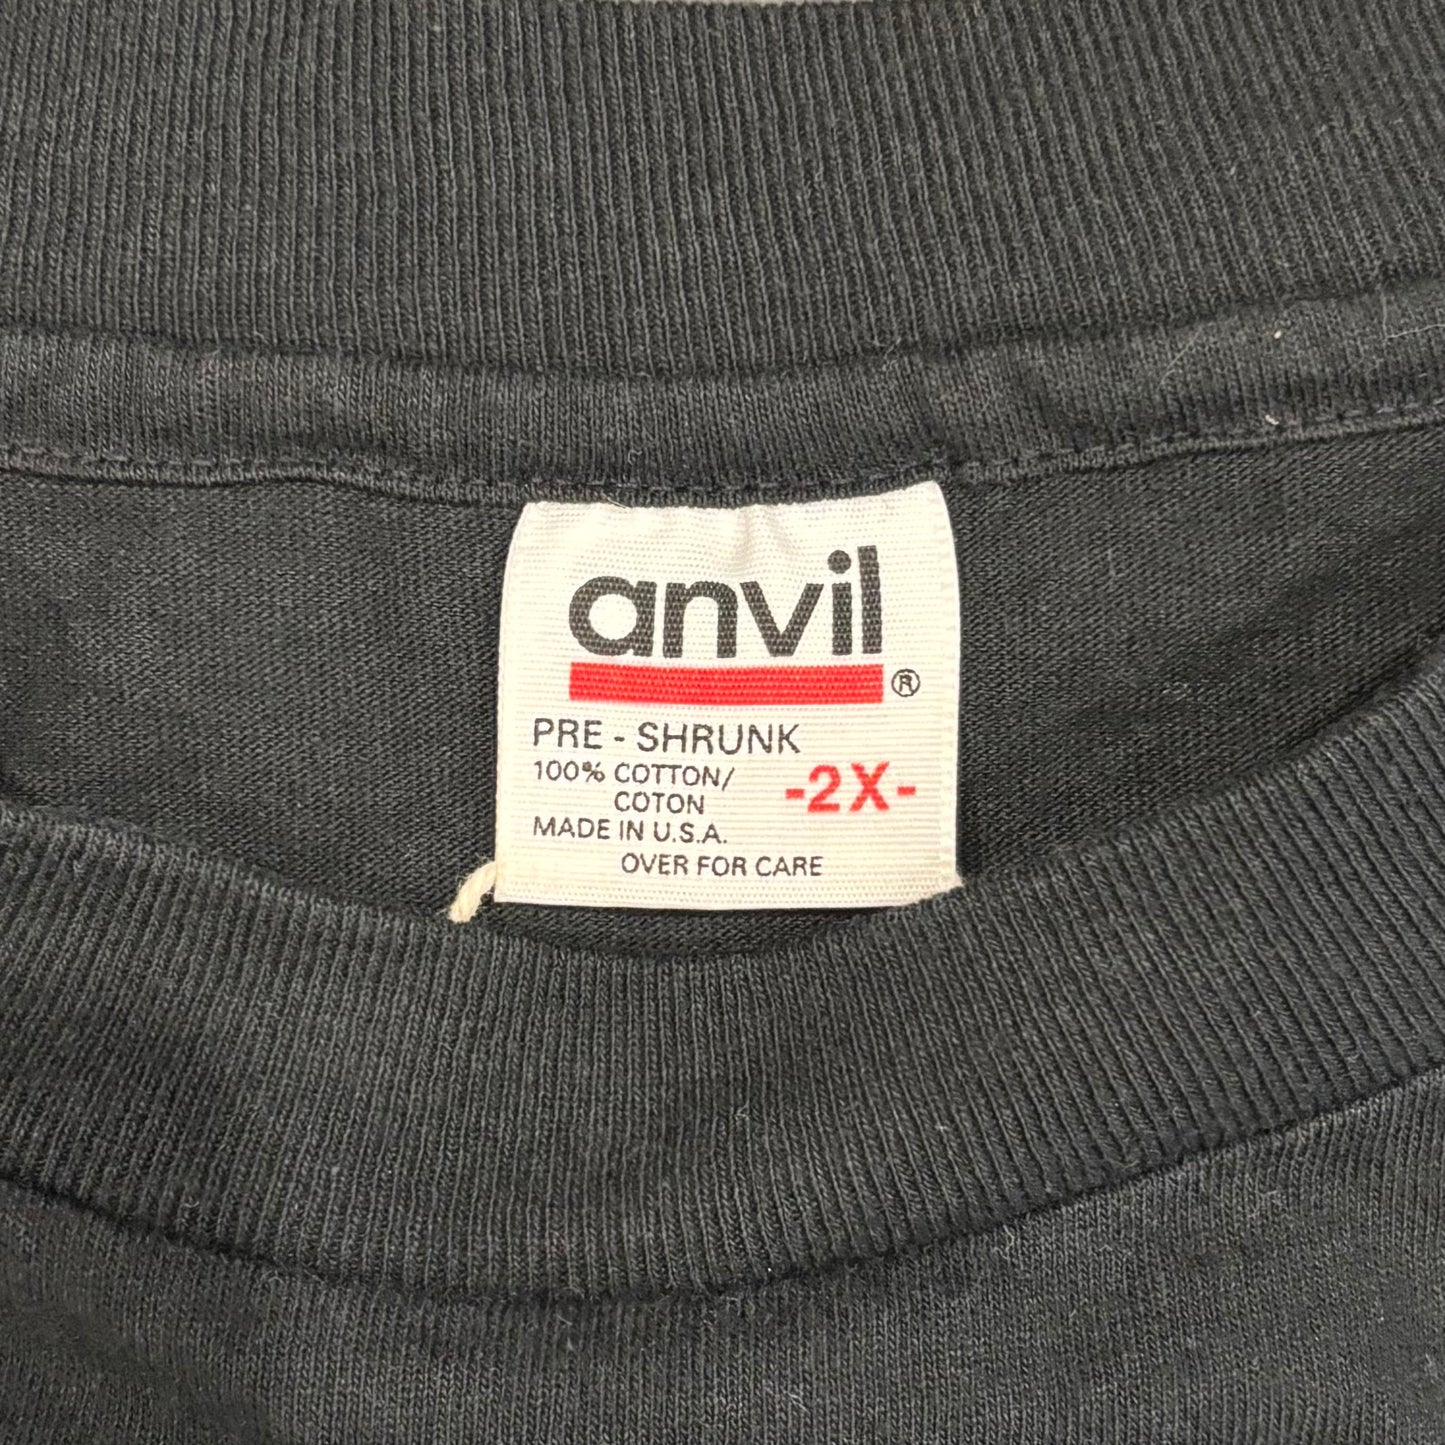 anvil
®
PRE - SHRUNK
100% COTTON/
COTON
-2X-
MADE IN U.S.A.
OVER FOR CARE